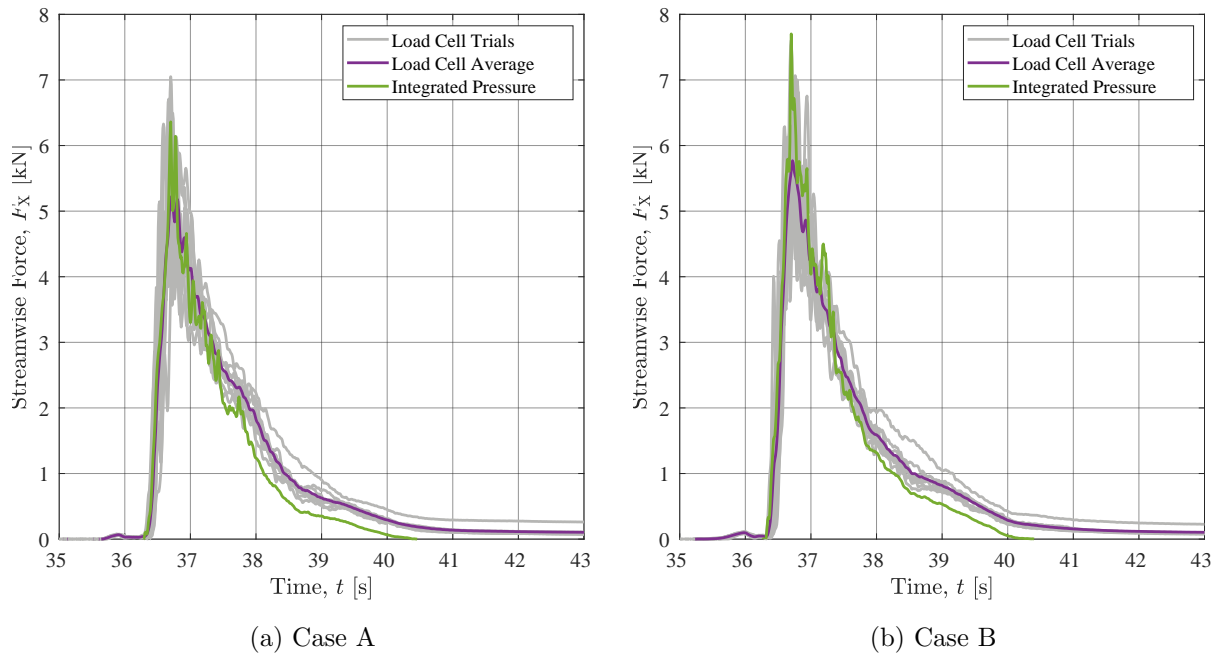 8
7
6
5
4
3
2
1
0
Streamwise Force, F_X [kN]
Load Cell Trials
Load Cell Average
Integrated Pressure
35 36 37 38 39 40 41 42 43
Time, t [s]
(a) Case A
8
7
6
5
4
3
2
1
0
Streamwise Force, F_X [kN]
Load Cell Trials
Load Cell Average
Integrated Pressure
35 36 37 38 39 40 41 42 43
Time, t [s]
(b) Case B